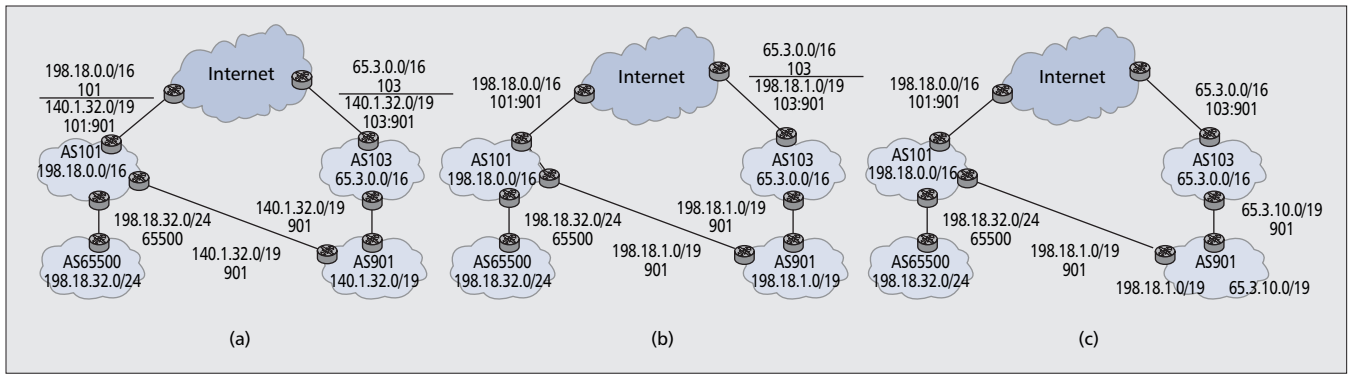 Internet
198.18.0.0/16
101
140.1.32.0/19
101:901
65.3.0.0/16
103
140.1.32.0/19
103:901
AS101
198.18.0.0/16
AS103
65.3.0.0/16
198.18.32.0/24
65500
140.1.32.0/19
901
140.1.32.0/19
901
AS65500
198.18.32.0/24
AS901
140.1.32.0/19
(a)
Internet
198.18.0.0/16
101:901
65.3.0.0/16
103
198.18.1.0/19
103:901
AS101
198.18.0.0/16
AS103
65.3.0.0/16
198.18.32.0/24
65500
198.18.1.0/19
901
198.18.1.0/19
901
AS65500
198.18.32.0/24
AS901
198.18.1.0/19
(b)
Internet
198.18.0.0/16
101:901
65.3.0.0/16
103:901
AS101
198.18.0.0/16
AS103
65.3.0.0/16
198.18.32.0/24
65500
65.3.10.0/19
901
198.18.1.0/19
901
AS65500
198.18.32.0/24
AS901
198.18.1.0/19
65.3.10.0/19
(c)